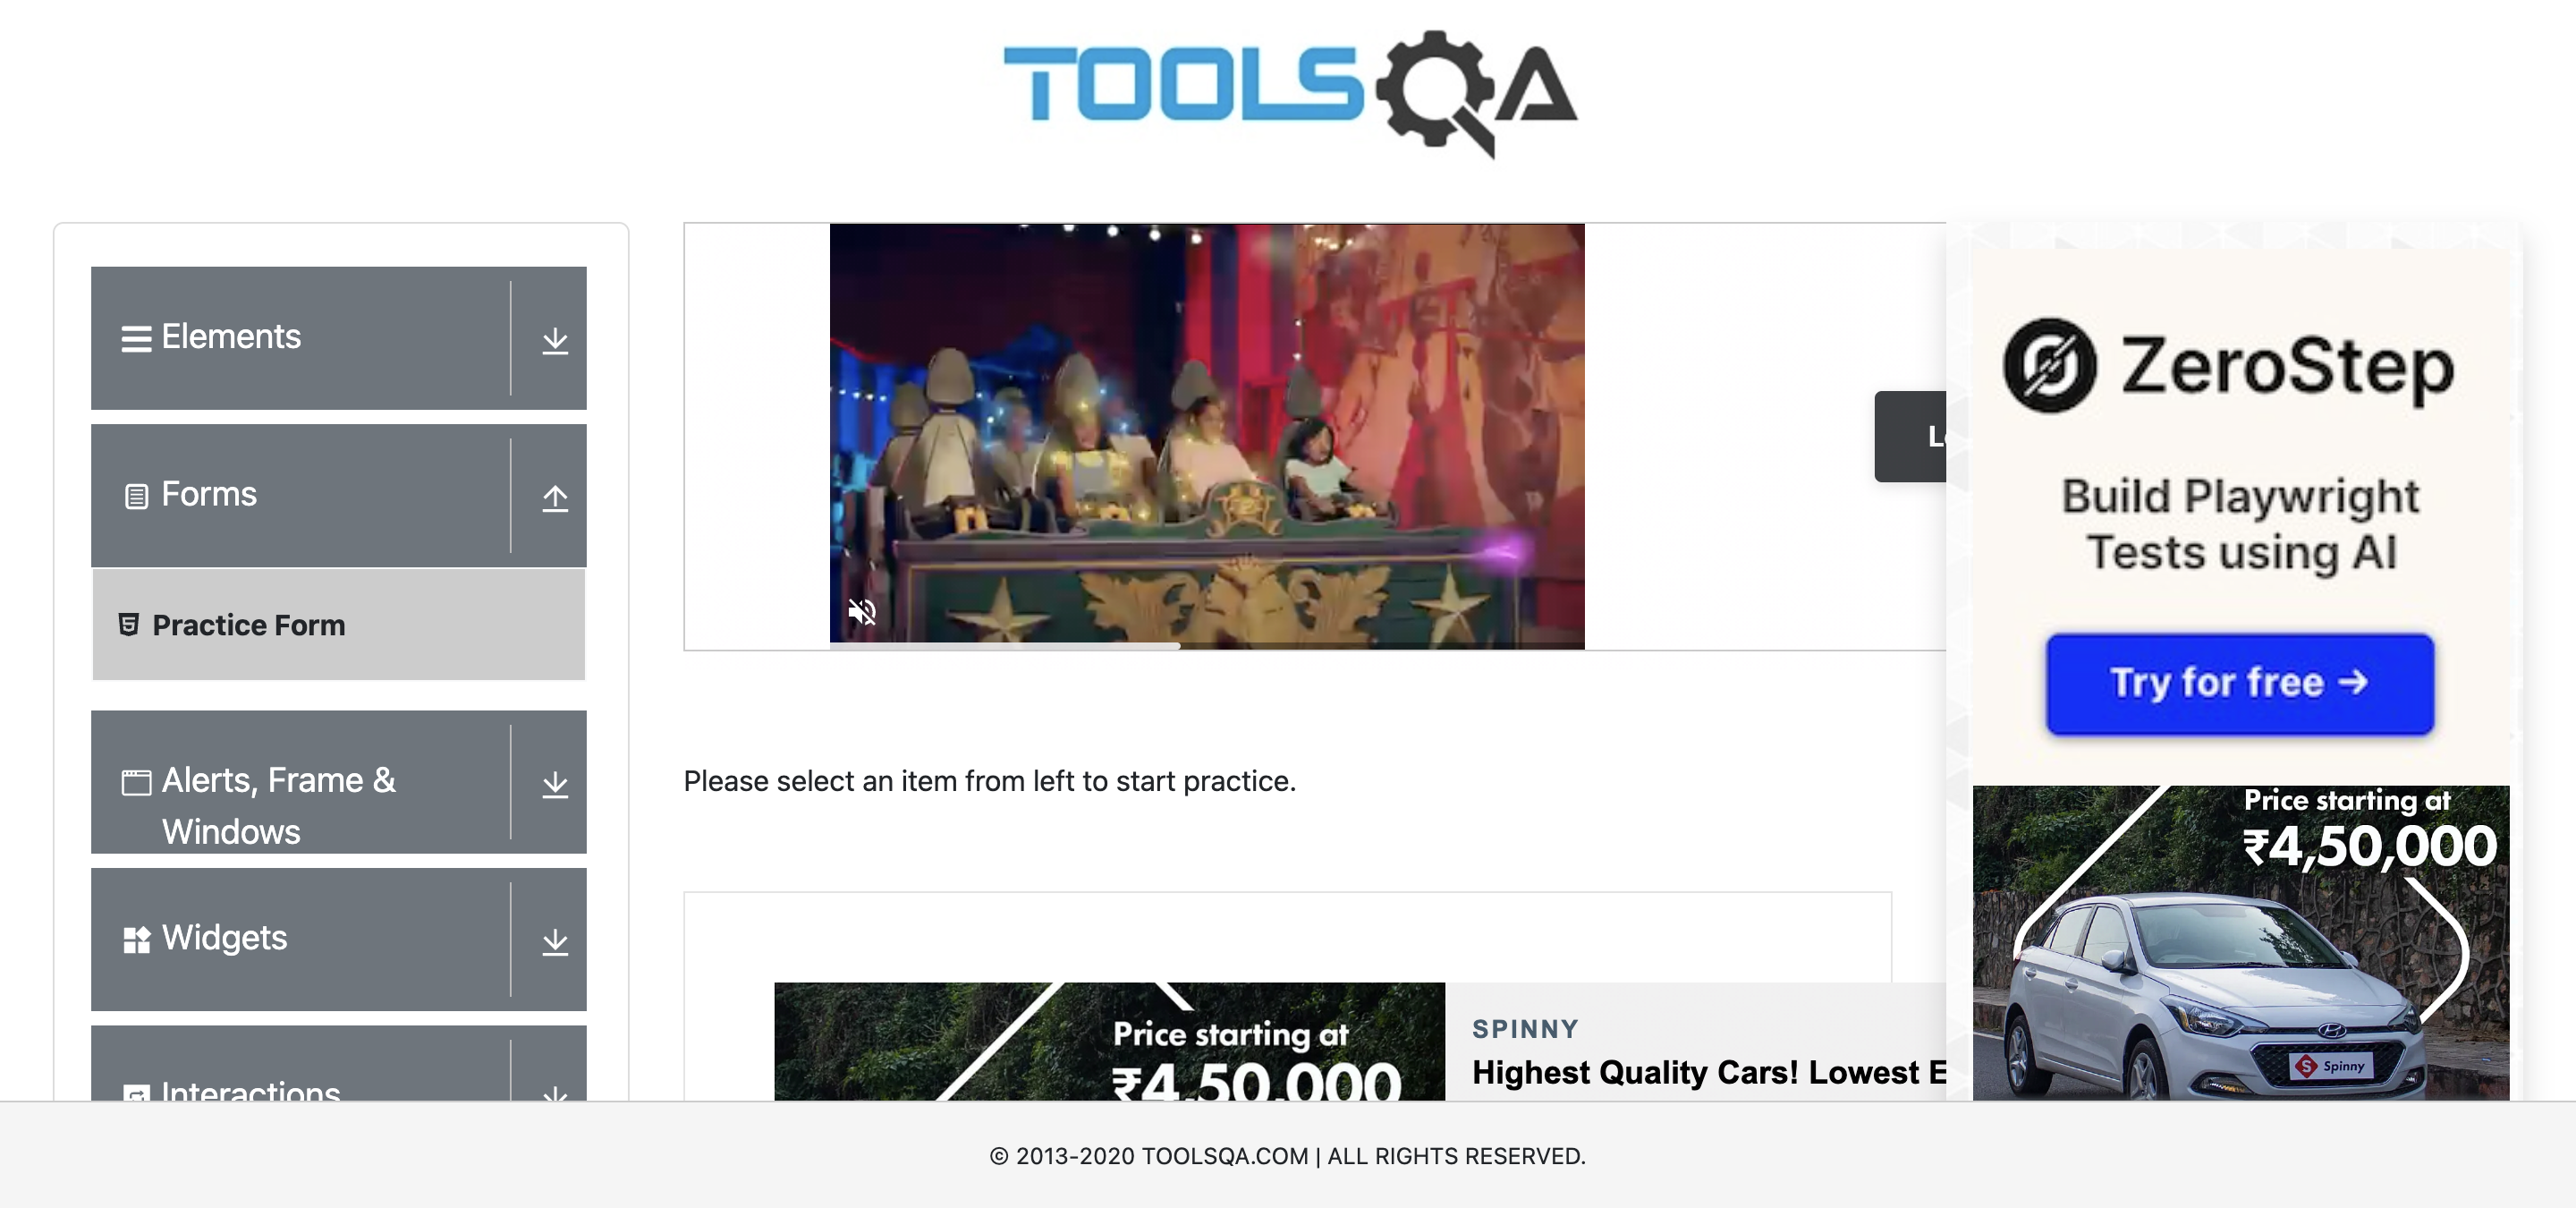 TOOLSQA
Elements
Forms
Practice Form
Alerts, Frame &
Windows
Widgets
Interactions
Please select an item from left to start practice.
Price starting at
₹4,50,000
SPINNY
Highest Quality Cars! Lowest
ZeroStep
Build Playwright
Tests using AI
Try for free →
Price starting at
₹4,50,000
Spinny
© 2013-2020 TOOLSQA.COM | ALL RIGHTS RESERVED.